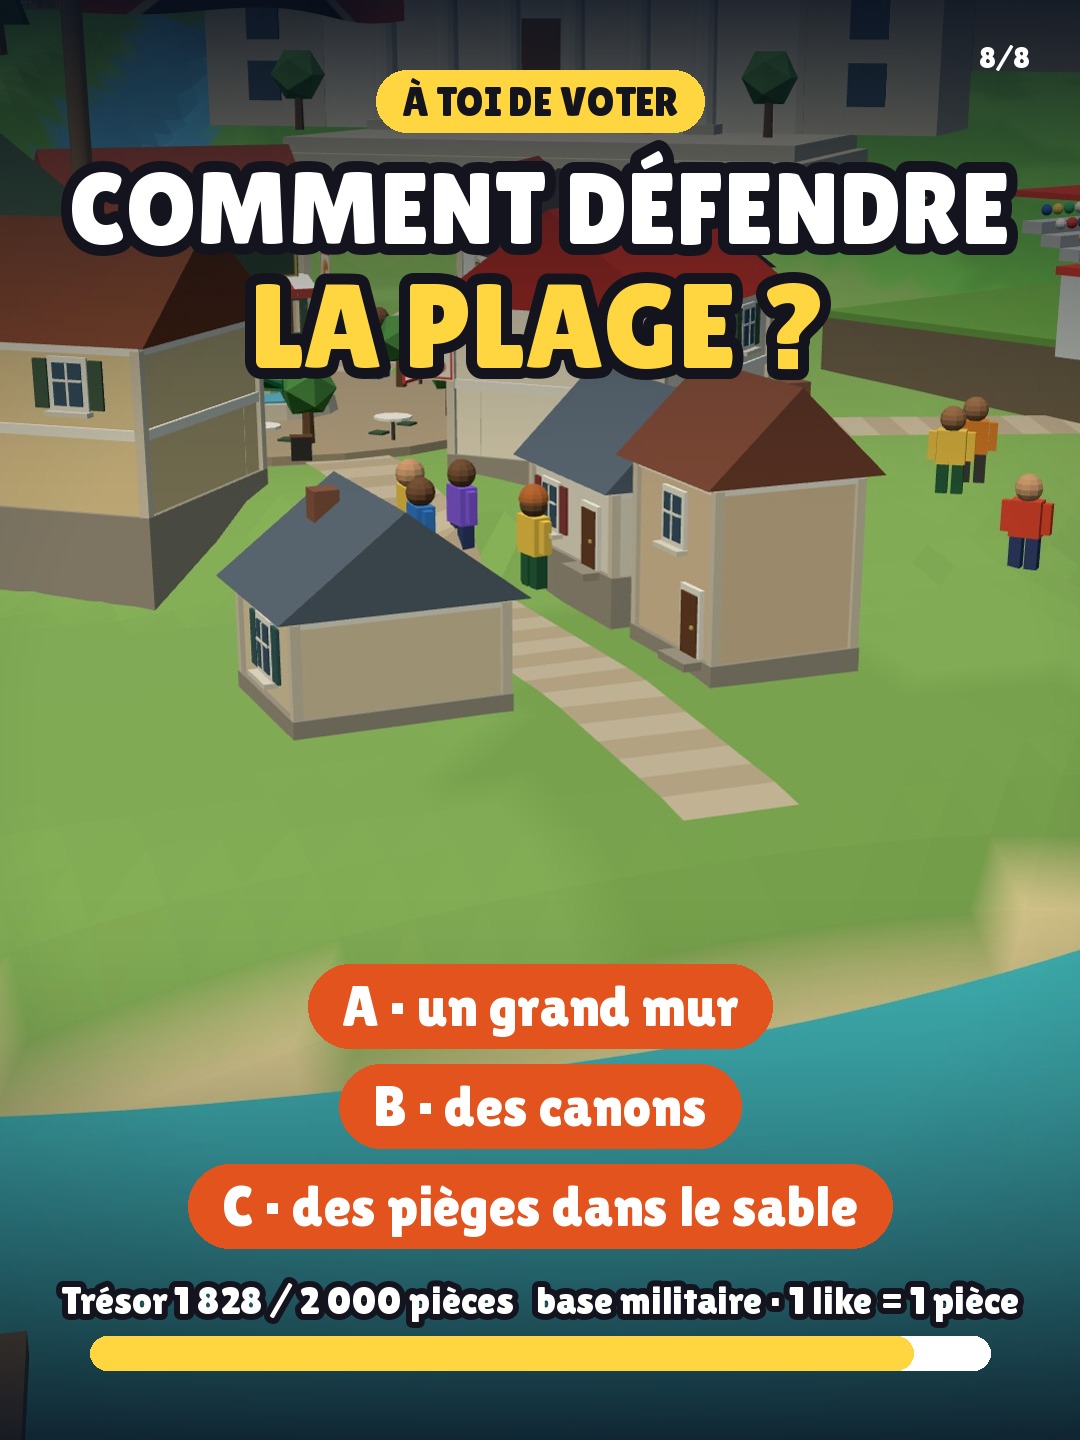 8/8
À TOI DE VOTER
COMMENT DÉFENDRE
LA PLAGE ?
A · un grand mur
B · des canons
C · des pièges dans le sable
Trésor 1 828 / 2 000 pièces base militaire · 1 like = 1 pièce